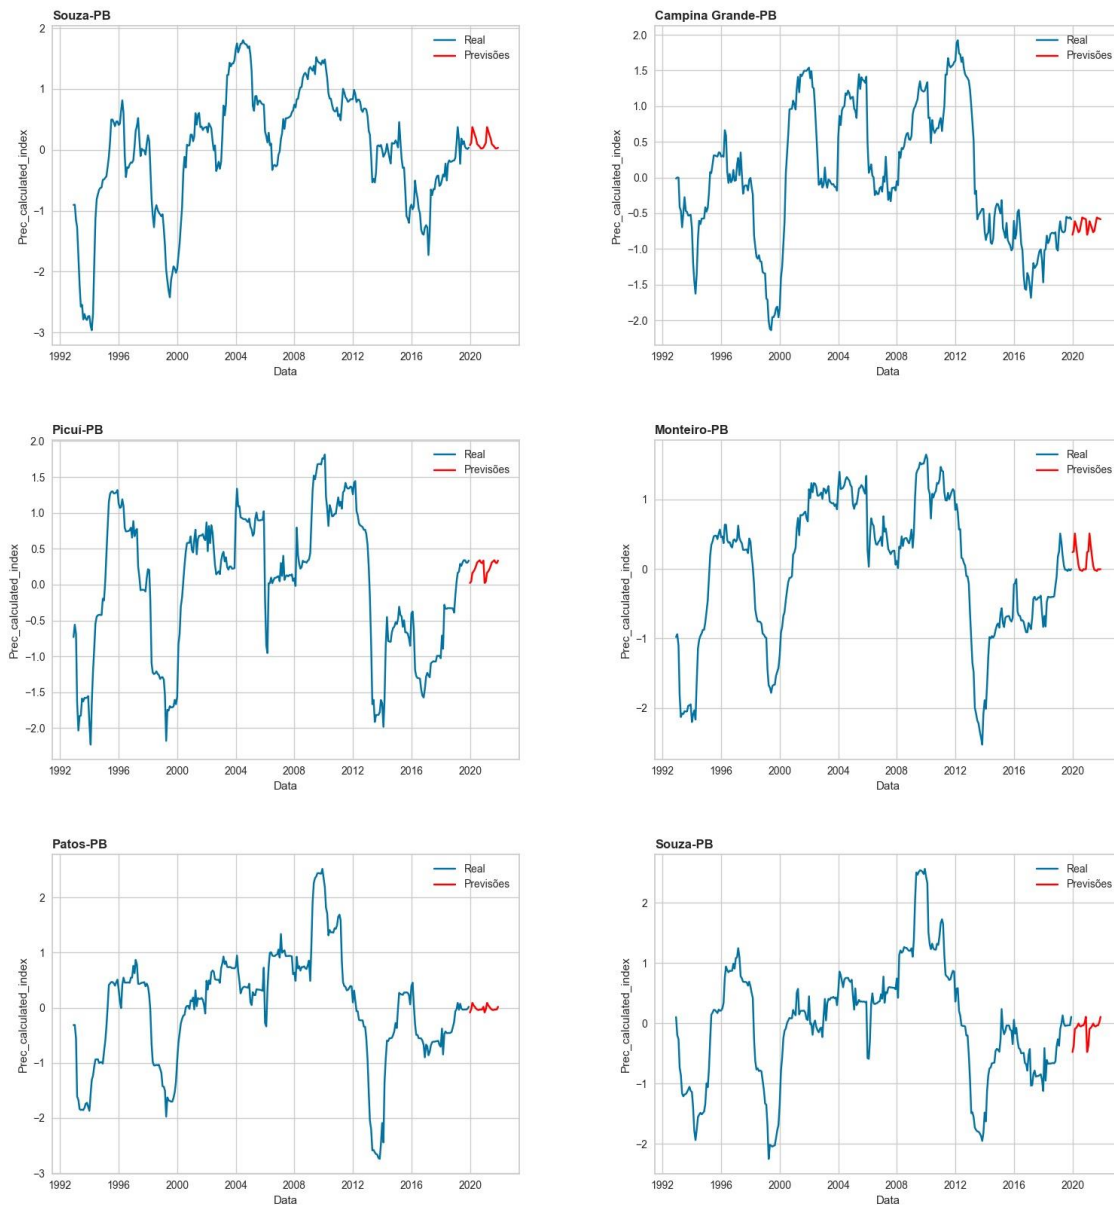 Souza-PB
Real
Previsões
Prec_calculated_index
2
1
0
−1
−2
−3
1992 1996 2000 2004 2008 2012 2016 2020
Data
Campina Grande-PB
Real
Previsões
Prec_calculated_index
2.0
1.5
1.0
0.5
0.0
−0.5
−1.0
−1.5
−2.0
1992 1996 2000 2004 2008 2012 2016 2020
Data
Picuí-PB
Real
Previsões
Prec_calculated_index
2.0
1.5
1.0
0.5
0.0
−0.5
−1.0
−1.5
−2.0
1992 1996 2000 2004 2008 2012 2016 2020
Data
Monteiro-PB
Real
Previsões
Prec_calculated_index
1
0
−1
−2
1992 1996 2000 2004 2008 2012 2016 2020
Data
Patos-PB
Real
Previsões
Prec_calculated_index
2
1
0
−1
−2
−3
1992 1996 2000 2004 2008 2012 2016 2020
Data
Souza-PB
Real
Previsões
Prec_calculated_index
2
1
0
−1
−2
1992 1996 2000 2004 2008 2012 2016 2020
Data